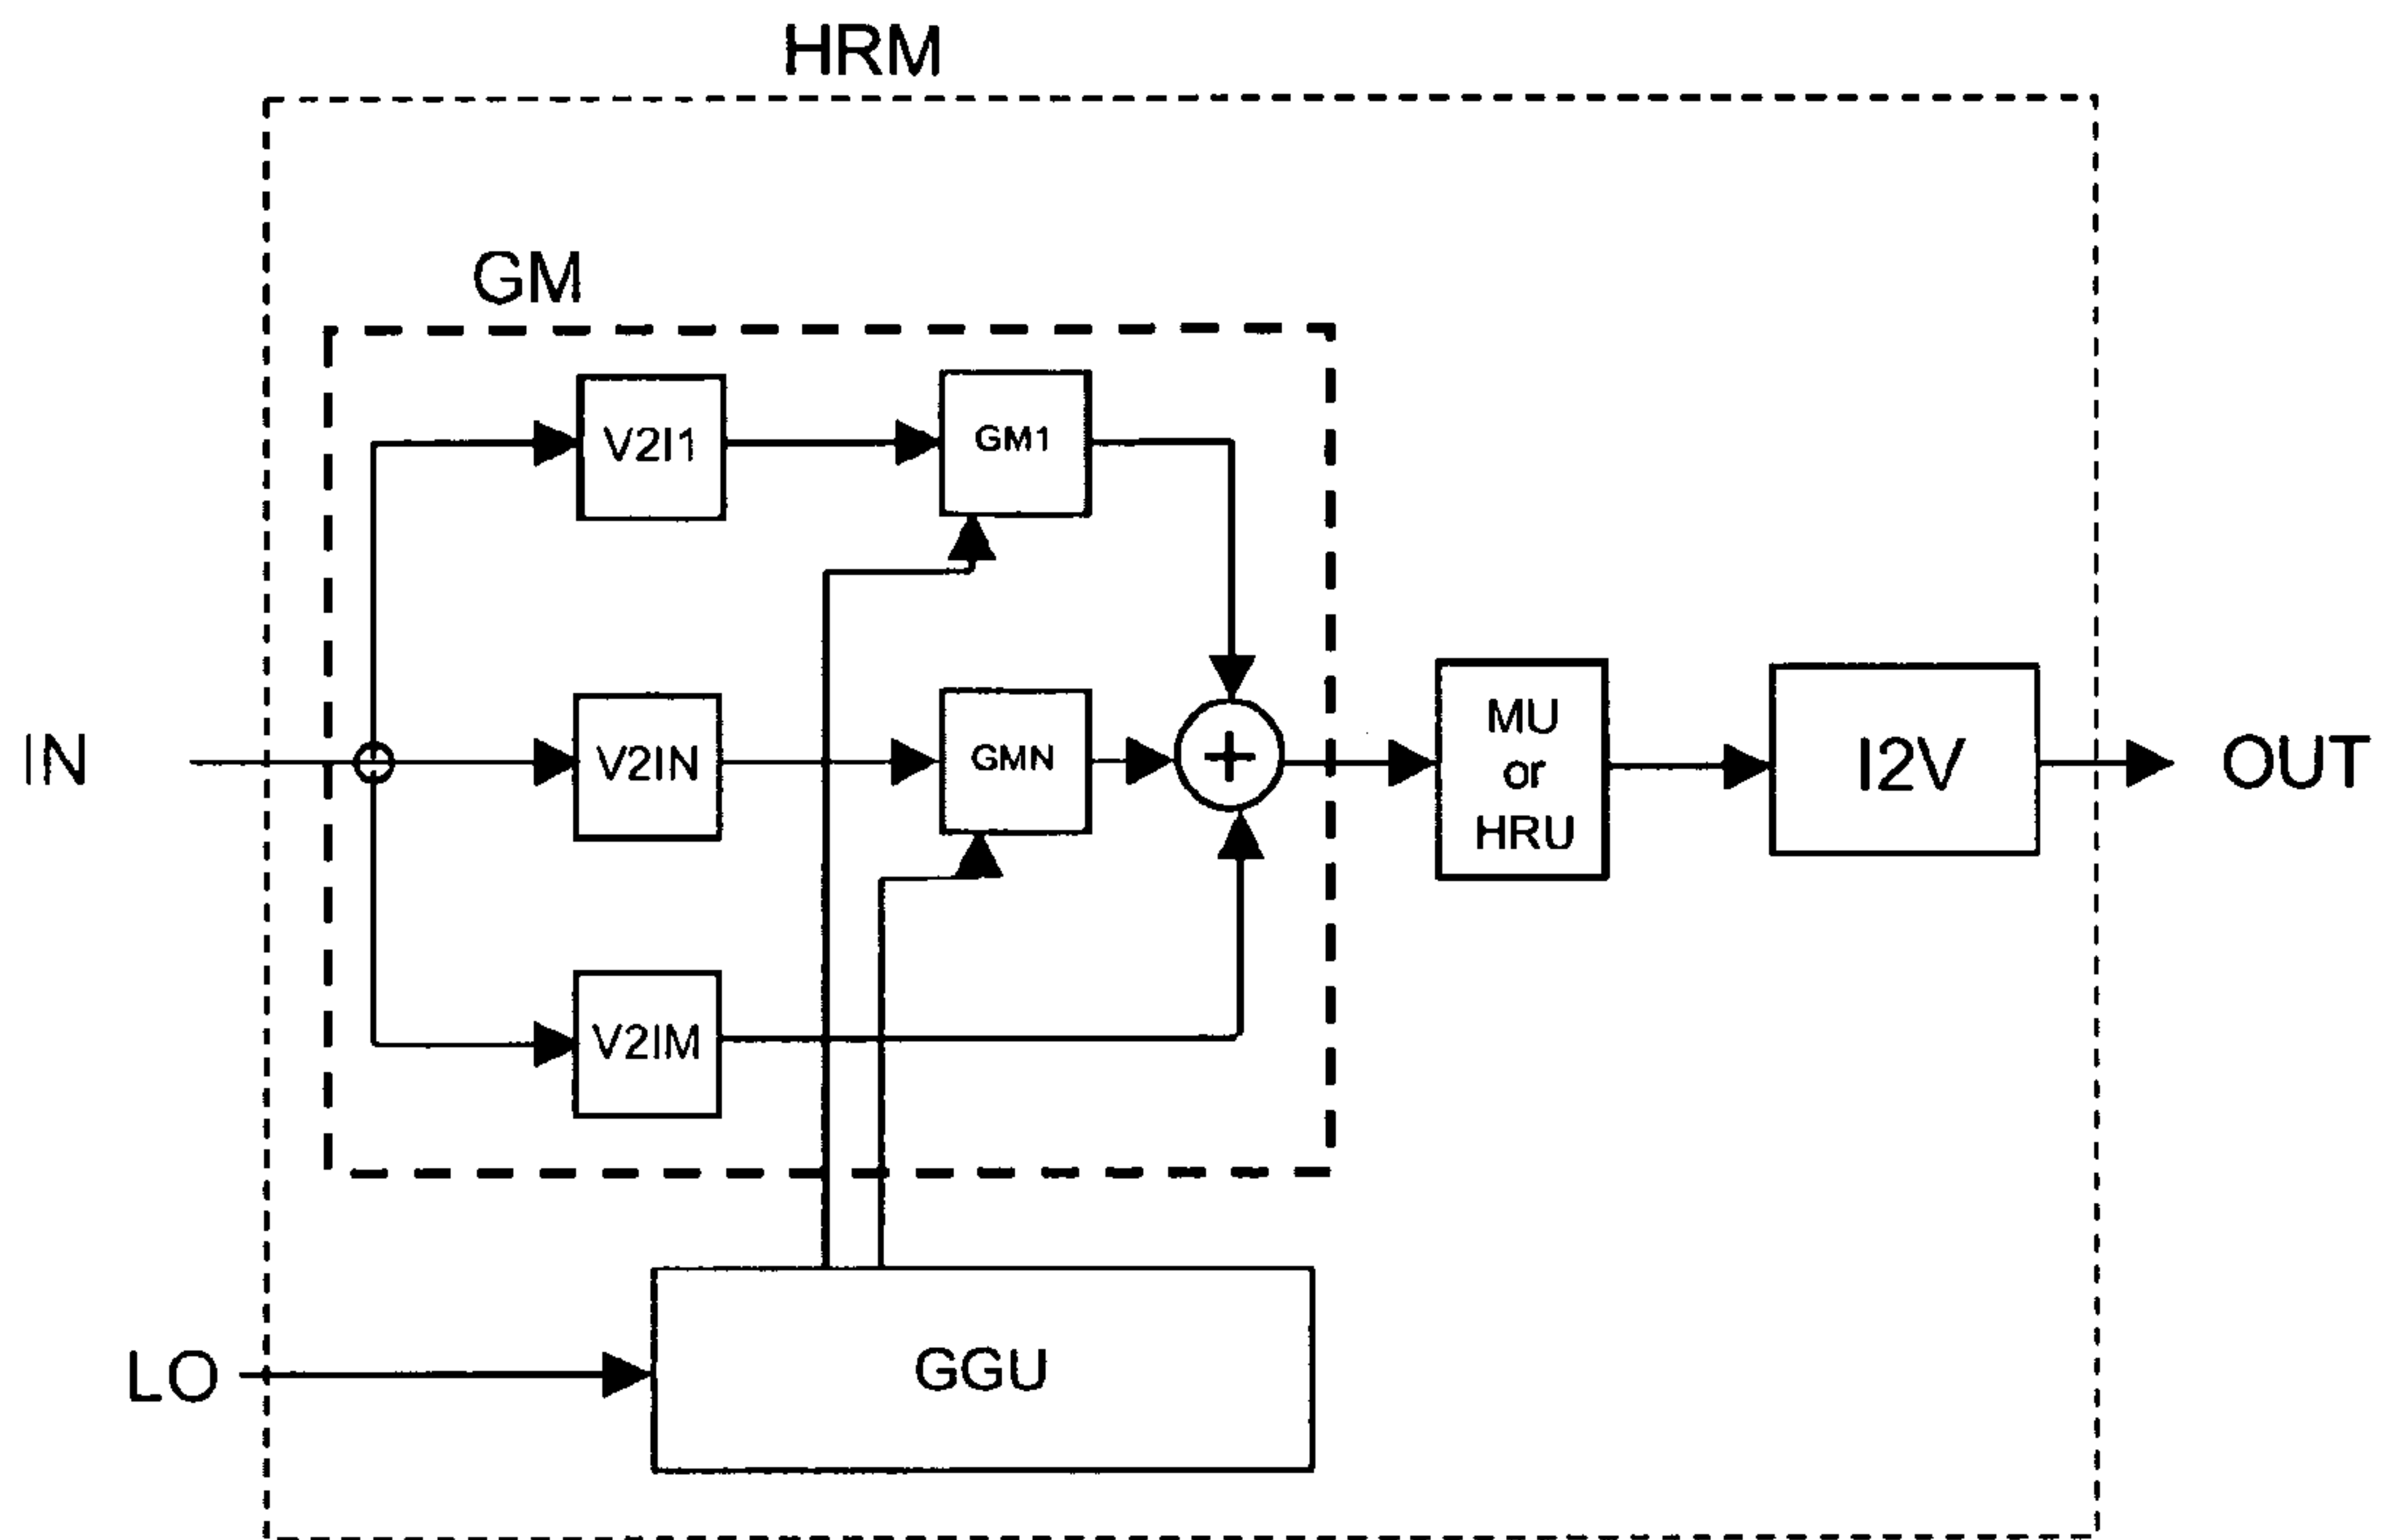 HRM
GM
V2I1
GM1
IN
V2IN
GMN
+
MU
or
HRU
I2V
OUT
V2IM
LO
GGU